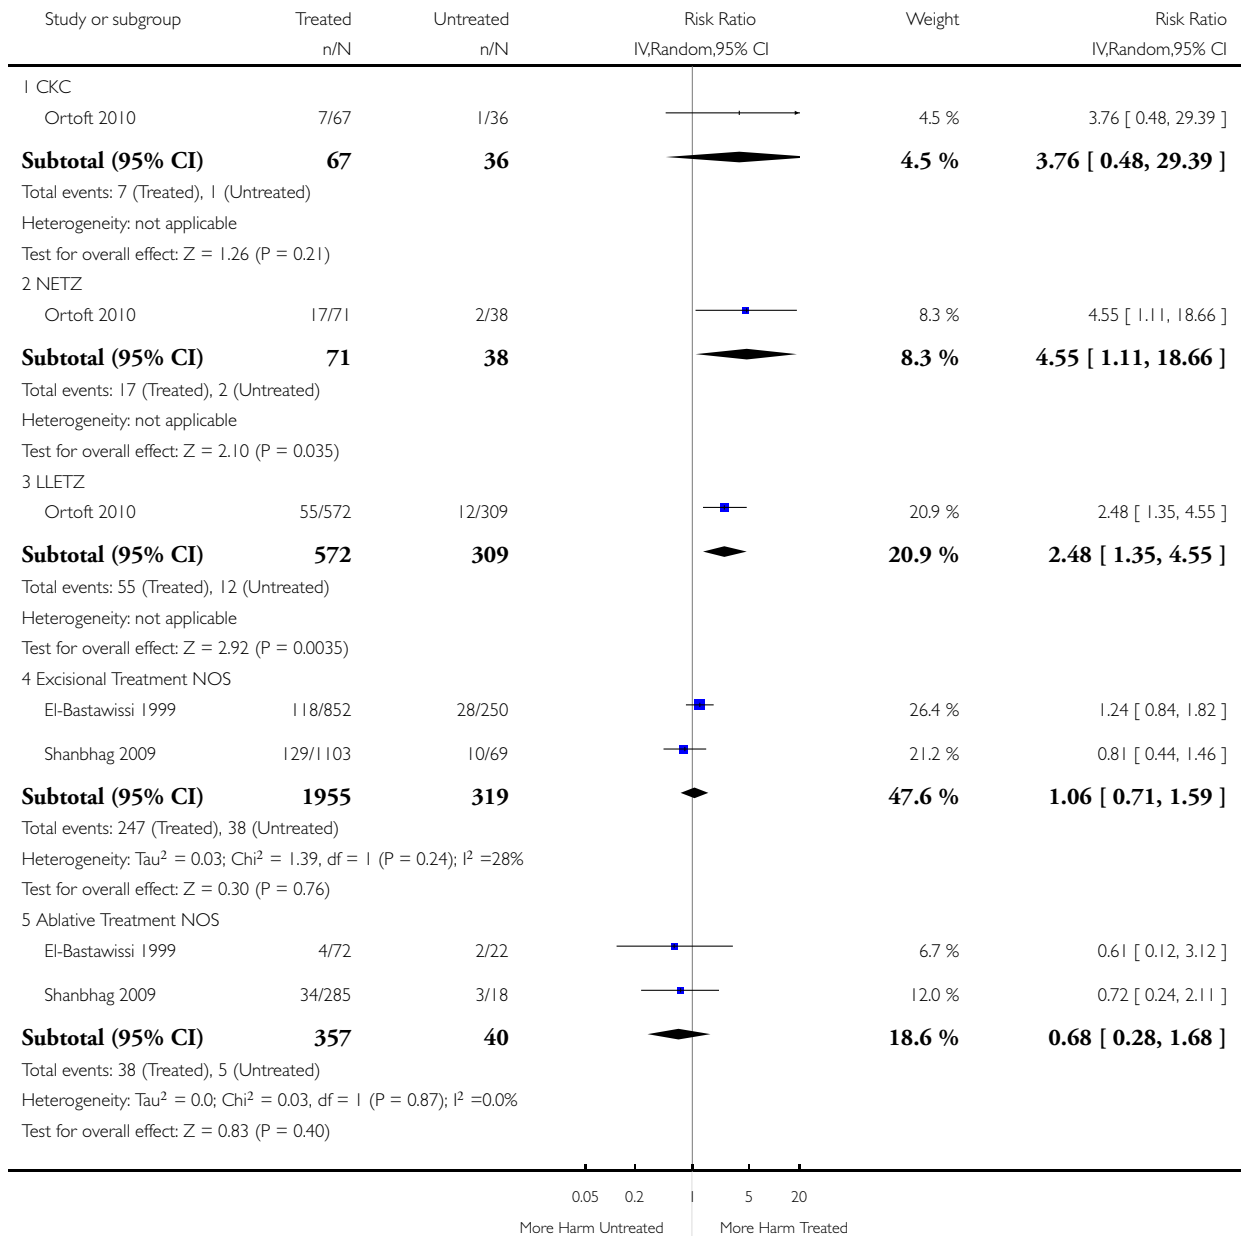 Study or subgroup Treated Untreated Risk Ratio Weight Risk Ratio
n/N n/N IV,Random,95% CI IV,Random,95% CI
1 CKC
Ortoft 2010 7/67 1/36 4.5 % 3.76 [ 0.48, 29.39 ]
Subtotal (95% CI) 67 36 4.5 % 3.76 [ 0.48, 29.39 ]
Total events: 7 (Treated), 1 (Untreated)
Heterogeneity: not applicable
Test for overall effect: Z = 1.26 (P = 0.21)
2 NETZ
Ortoft 2010 17/71 2/38 8.3 % 4.55 [ 1.11, 18.66 ]
Subtotal (95% CI) 71 38 8.3 % 4.55 [ 1.11, 18.66 ]
Total events: 17 (Treated), 2 (Untreated)
Heterogeneity: not applicable
Test for overall effect: Z = 2.10 (P = 0.035)
3 LLETZ
Ortoft 2010 55/572 12/309 20.9 % 2.48 [ 1.35, 4.55 ]
Subtotal (95% CI) 572 309 20.9 % 2.48 [ 1.35, 4.55 ]
Total events: 55 (Treated), 12 (Untreated)
Heterogeneity: not applicable
Test for overall effect: Z = 2.92 (P = 0.0035)
4 Excisional Treatment NOS
El-Bastawissi 1999 118/852 28/250 26.4 % 1.24 [ 0.84, 1.82 ]
Shanbhag 2009 129/1103 10/69 21.2 % 0.81 [ 0.44, 1.46 ]
Subtotal (95% CI) 1955 319 47.6 % 1.06 [ 0.71, 1.59 ]
Total events: 247 (Treated), 38 (Untreated)
Heterogeneity: Tau² = 0.03; Chi² = 1.39, df = 1 (P = 0.24); I² =28%
Test for overall effect: Z = 0.30 (P = 0.76)
5 Ablative Treatment NOS
El-Bastawissi 1999 4/72 2/22 6.7 % 0.61 [ 0.12, 3.12 ]
Shanbhag 2009 34/285 3/18 12.0 % 0.72 [ 0.24, 2.11 ]
Subtotal (95% CI) 357 40 18.6 % 0.68 [ 0.28, 1.68 ]
Total events: 38 (Treated), 5 (Untreated)
Heterogeneity: Tau² = 0.0; Chi² = 0.03, df = 1 (P = 0.87); I² =0.0%
Test for overall effect: Z = 0.83 (P = 0.40)
0.05 0.2 1 5 20
More Harm Untreated More Harm Treated